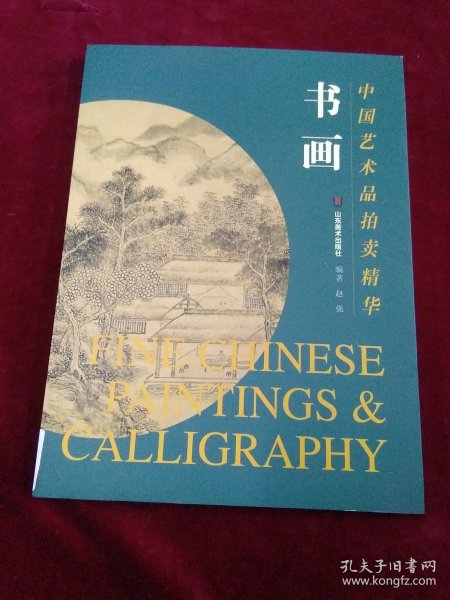 中国艺术品拍卖精华
书画
山东美术出版社
编著 赵强
FINE CHINESE
PAINTINGS &
CALLIGRAPHY
孔夫子旧书网
www.kongfz.com